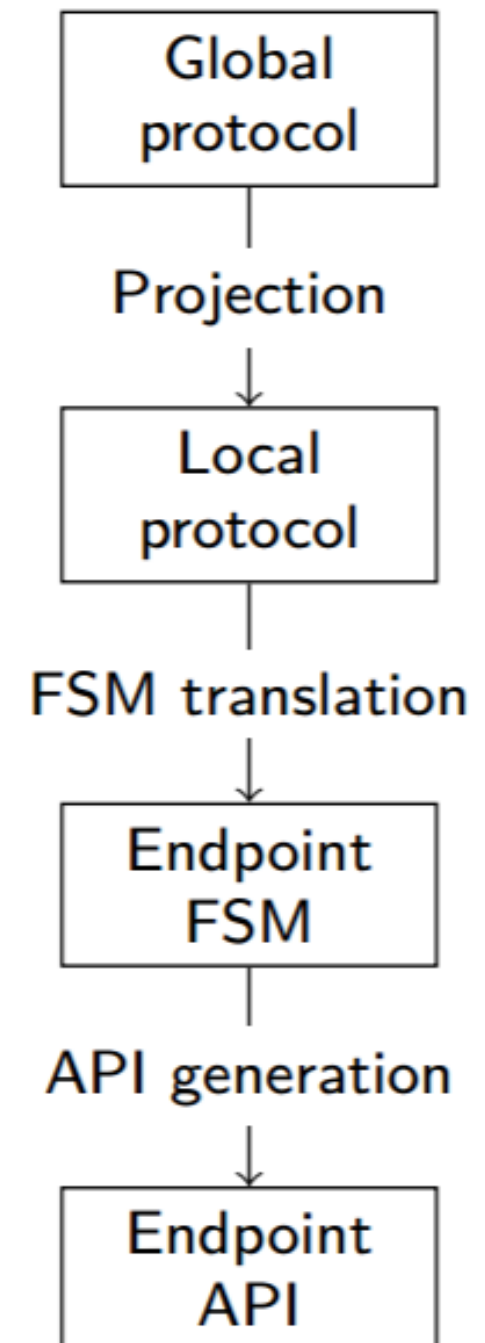 Global
protocol
Projection
Local
protocol
FSM translation
Endpoint
FSM
API generation
Endpoint
API